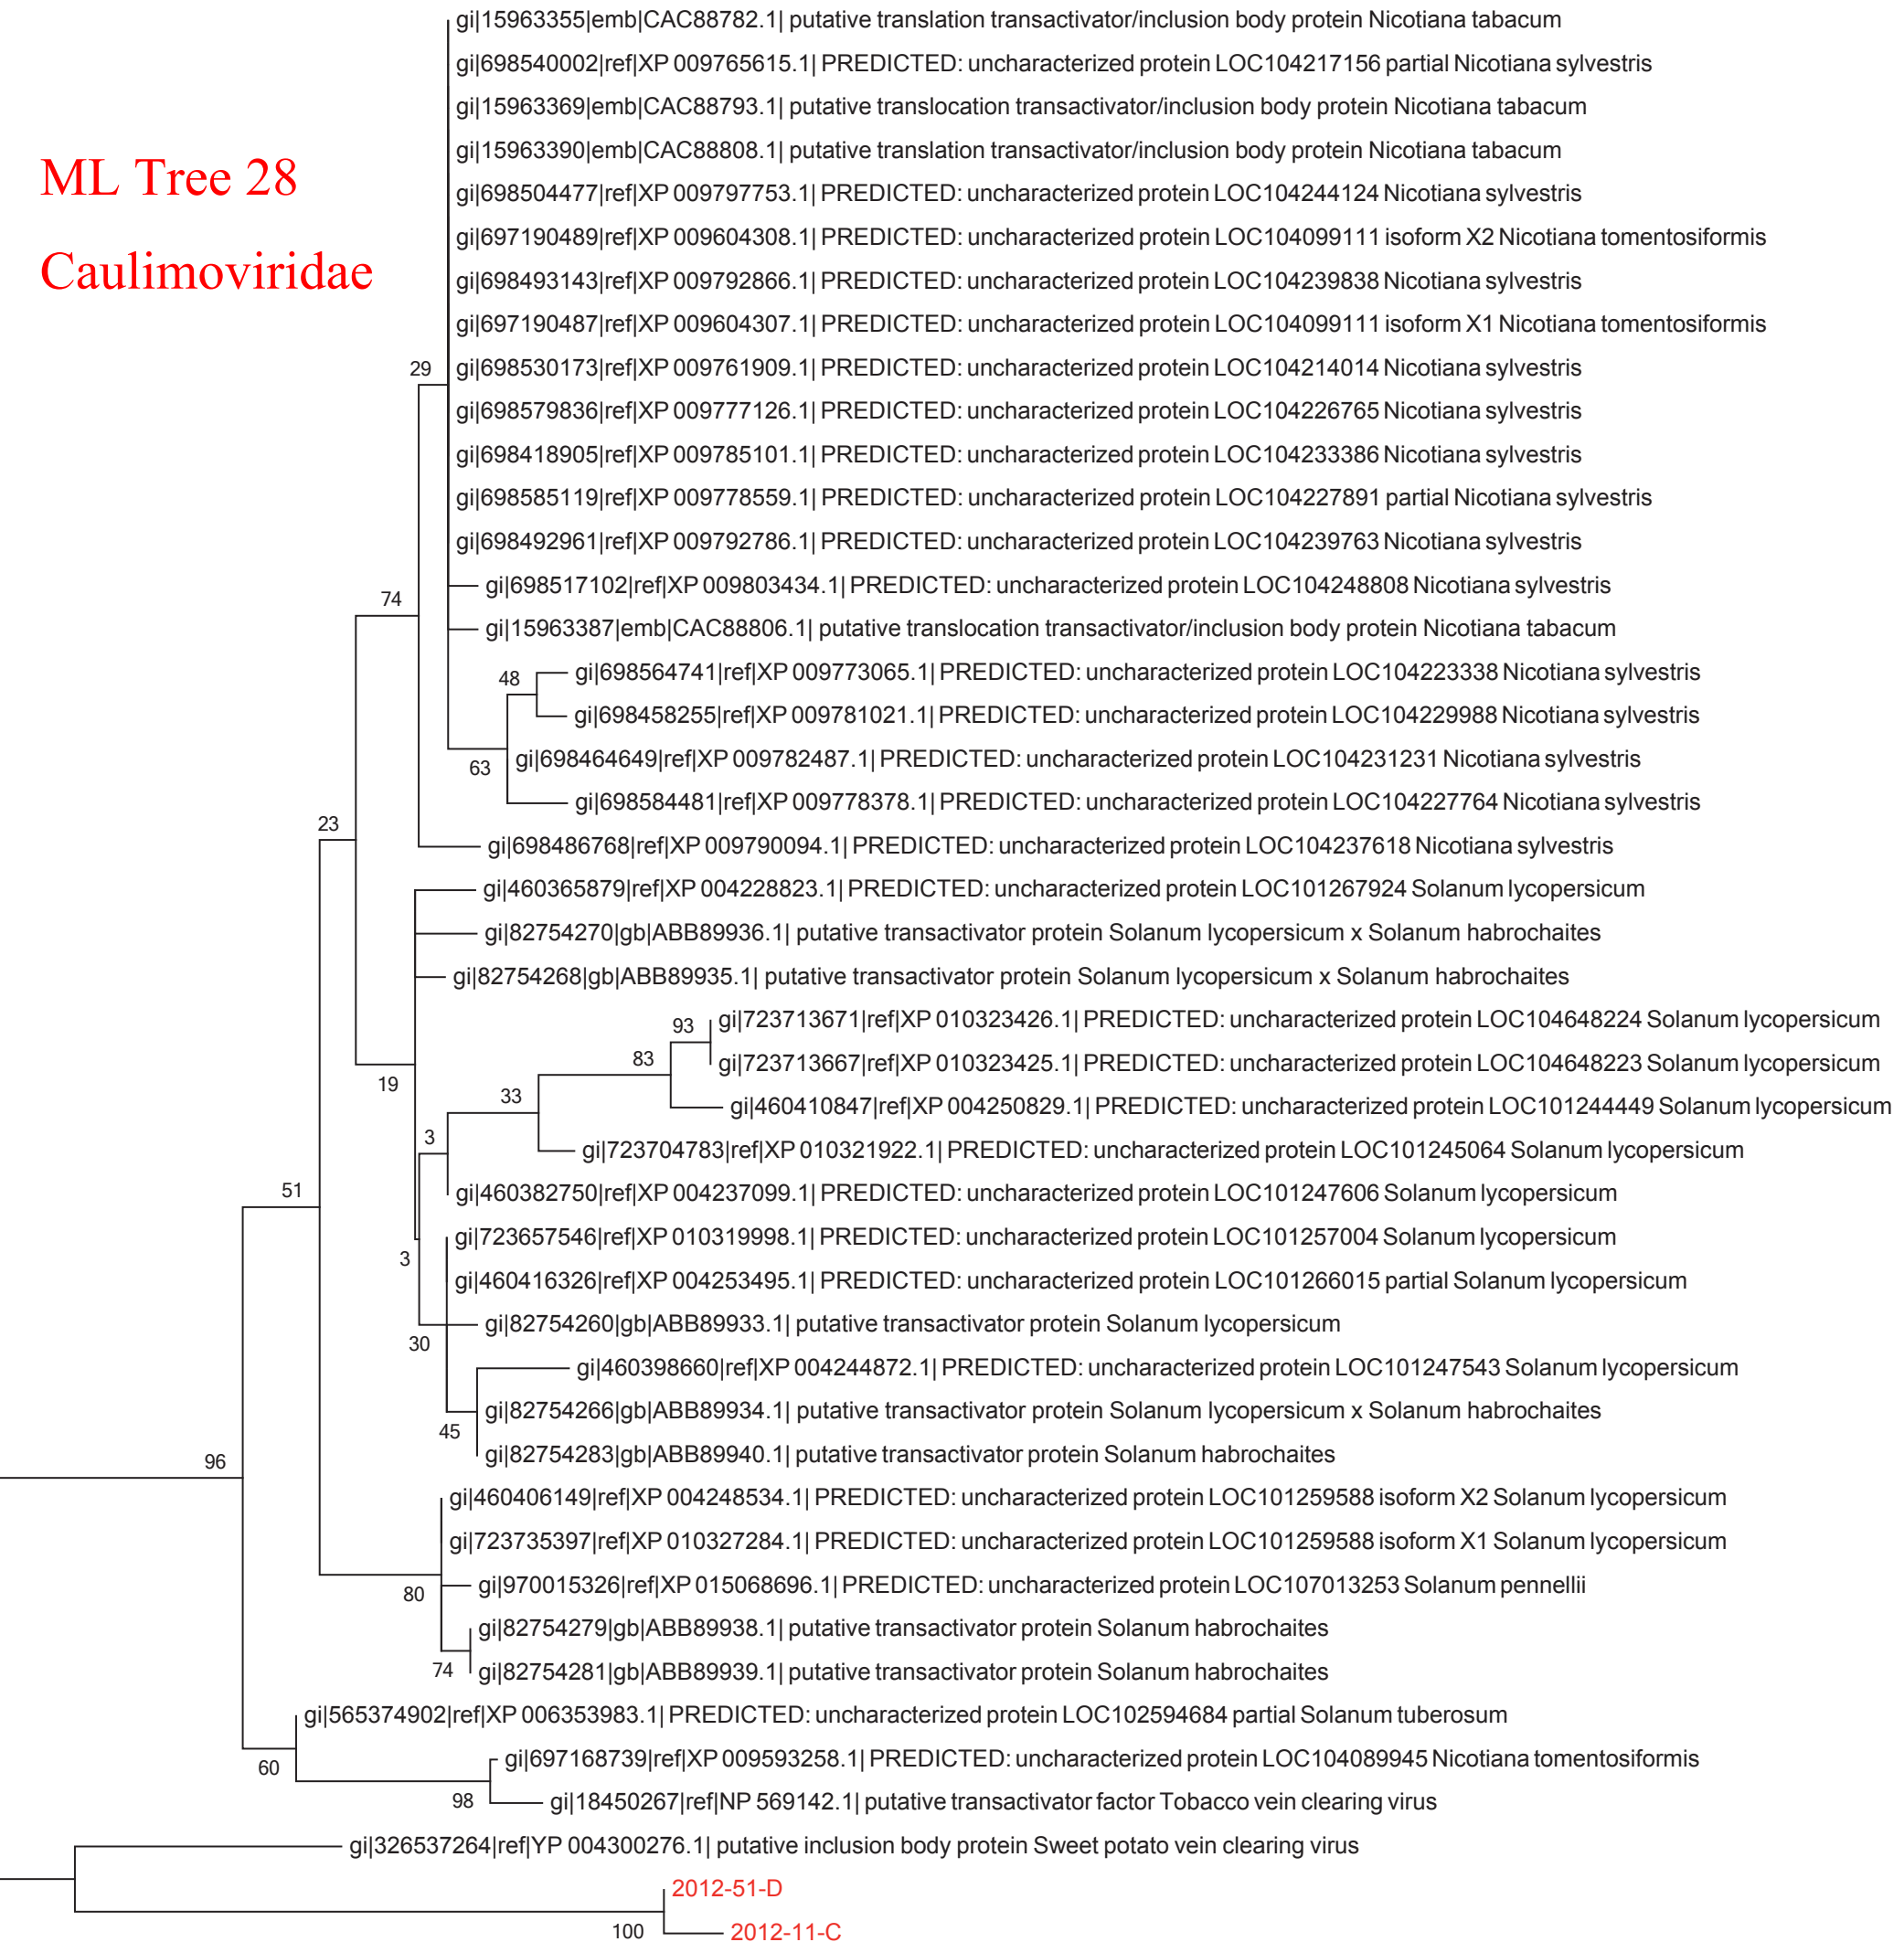 ML Tree 28
Caulimoviridae
gi|15963355|emb|CAC88782.1| putative translation transactivator/inclusion body protein Nicotiana tabacum
gi|698540002|ref|XP 009765615.1| PREDICTED: uncharacterized protein LOC104217156 partial Nicotiana sylvestris
gi|15963369|emb|CAC88793.1| putative translocation transactivator/inclusion body protein Nicotiana tabacum
gi|15963390|emb|CAC88808.1| putative translation transactivator/inclusion body protein Nicotiana tabacum
gi|698504477|ref|XP 009797753.1| PREDICTED: uncharacterized protein LOC104244124 Nicotiana sylvestris
gi|697190489|ref|XP 009604308.1| PREDICTED: uncharacterized protein LOC104099111 isoform X2 Nicotiana tomentosiformis
gi|698493143|ref|XP 009792866.1| PREDICTED: uncharacterized protein LOC104239838 Nicotiana sylvestris
gi|697190487|ref|XP 009604307.1| PREDICTED: uncharacterized protein LOC104099111 isoform X1 Nicotiana tomentosiformis
29
gi|698530173|ref|XP 009761909.1| PREDICTED: uncharacterized protein LOC104214014 Nicotiana sylvestris
gi|698579836|ref|XP 009777126.1| PREDICTED: uncharacterized protein LOC104226765 Nicotiana sylvestris
gi|698418905|ref|XP 009785101.1| PREDICTED: uncharacterized protein LOC104233386 Nicotiana sylvestris
gi|698585119|ref|XP 009778559.1| PREDICTED: uncharacterized protein LOC104227891 partial Nicotiana sylvestris
gi|698492961|ref|XP 009792786.1| PREDICTED: uncharacterized protein LOC104239763 Nicotiana sylvestris
gi|698517102|ref|XP 009803434.1| PREDICTED: uncharacterized protein LOC104248808 Nicotiana sylvestris
74
gi|15963387|emb|CAC88806.1| putative translocation transactivator/inclusion body protein Nicotiana tabacum
48
gi|698564741|ref|XP 009773065.1| PREDICTED: uncharacterized protein LOC104223338 Nicotiana sylvestris
gi|698458255|ref|XP 009781021.1| PREDICTED: uncharacterized protein LOC104229988 Nicotiana sylvestris
63
gi|698464649|ref|XP 009782487.1| PREDICTED: uncharacterized protein LOC104231231 Nicotiana sylvestris
gi|698584481|ref|XP 009778378.1| PREDICTED: uncharacterized protein LOC104227764 Nicotiana sylvestris
23
gi|698486768|ref|XP 009790094.1| PREDICTED: uncharacterized protein LOC104237618 Nicotiana sylvestris
gi|460365879|ref|XP 004228823.1| PREDICTED: uncharacterized protein LOC101267924 Solanum lycopersicum
gi|82754270|gb|ABB89936.1| putative transactivator protein Solanum lycopersicum x Solanum habrochaites
gi|82754268|gb|ABB89935.1| putative transactivator protein Solanum lycopersicum x Solanum habrochaites
93
gi|723713671|ref|XP 010323426.1| PREDICTED: uncharacterized protein LOC104648224 Solanum lycopersicum
83
gi|723713667|ref|XP 010323425.1| PREDICTED: uncharacterized protein LOC104648223 Solanum lycopersicum
19
33
gi|460410847|ref|XP 004250829.1| PREDICTED: uncharacterized protein LOC101244449 Solanum lycopersicum
3
gi|723704783|ref|XP 010321922.1| PREDICTED: uncharacterized protein LOC101245064 Solanum lycopersicum
51
gi|460382750|ref|XP 004237099.1| PREDICTED: uncharacterized protein LOC101247606 Solanum lycopersicum
gi|723657546|ref|XP 010319998.1| PREDICTED: uncharacterized protein LOC101257004 Solanum lycopersicum
3
gi|460416326|ref|XP 004253495.1| PREDICTED: uncharacterized protein LOC101266015 partial Solanum lycopersicum
gi|82754260|gb|ABB89933.1| putative transactivator protein Solanum lycopersicum
30
gi|460398660|ref|XP 004244872.1| PREDICTED: uncharacterized protein LOC101247543 Solanum lycopersicum
gi|82754266|gb|ABB89934.1| putative transactivator protein Solanum lycopersicum x Solanum habrochaites
45
gi|82754283|gb|ABB89940.1| putative transactivator protein Solanum habrochaites
96
gi|460406149|ref|XP 004248534.1| PREDICTED: uncharacterized protein LOC101259588 isoform X2 Solanum lycopersicum
gi|723735397|ref|XP 010327284.1| PREDICTED: uncharacterized protein LOC101259588 isoform X1 Solanum lycopersicum
gi|970015326|ref|XP 015068696.1| PREDICTED: uncharacterized protein LOC107013253 Solanum pennellii
80
gi|82754279|gb|ABB89938.1| putative transactivator protein Solanum habrochaites
74
gi|82754281|gb|ABB89939.1| putative transactivator protein Solanum habrochaites
gi|565374902|ref|XP 006353983.1| PREDICTED: uncharacterized protein LOC102594684 partial Solanum tuberosum
60
gi|697168739|ref|XP 009593258.1| PREDICTED: uncharacterized protein LOC104089945 Nicotiana tomentosiformis
98
gi|18450267|ref|NP 569142.1| putative transactivator factor Tobacco vein clearing virus
gi|326537264|ref|YP 004300276.1| putative inclusion body protein Sweet potato vein clearing virus
2012-51-D
100
2012-11-C